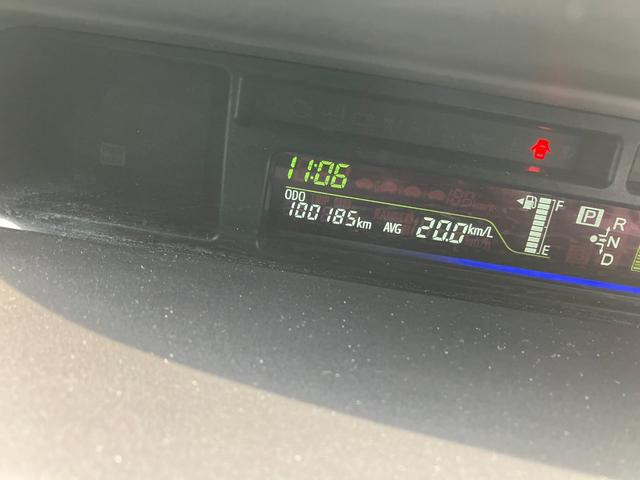 11:06
ODO
100185km AVG 20.0km/L
F
E
P R
N
D